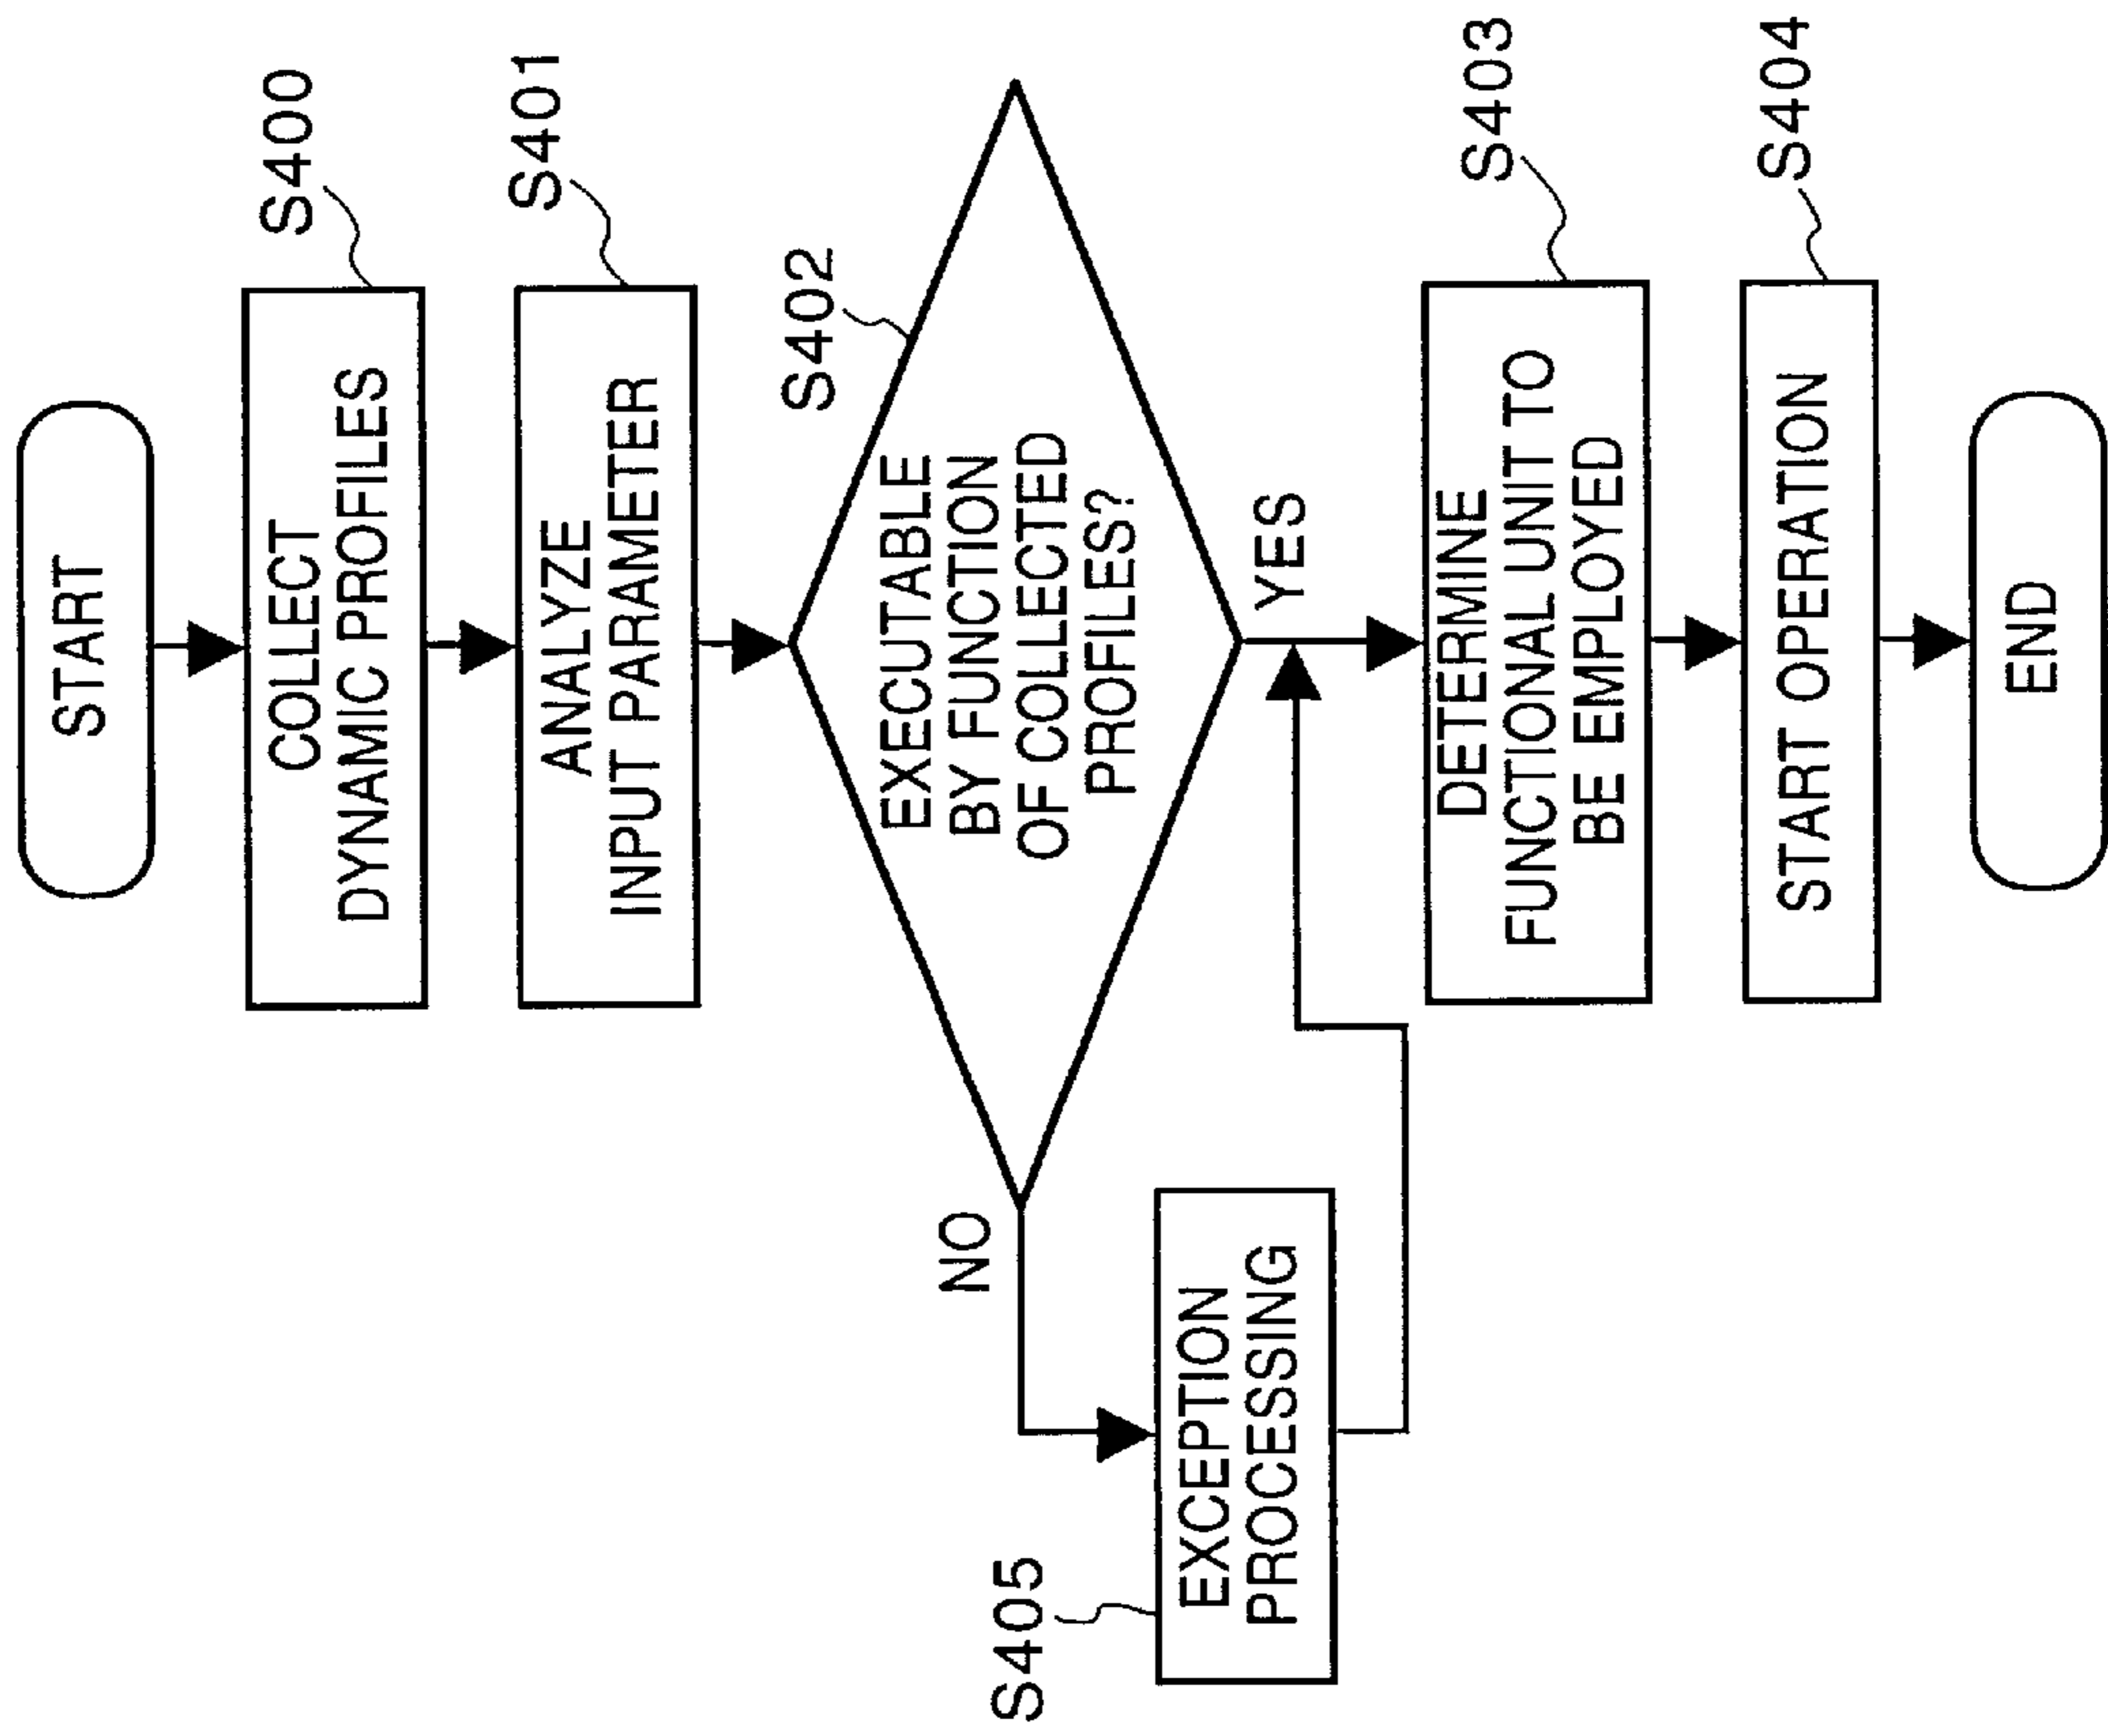 START
S400
COLLECT
DYNAMIC PROFILES
S401
ANALYZE
INPUT PARAMETER
S402
EXECUTABLE
BY FUNCTION
OF COLLECTED
PROFILES?
NO
YES
S405
EXCEPTION
PROCESSING
S403
DETERMINE
FUNCTIONAL UNIT TO
BE EMPLOYED
S404
START OPERATION
END